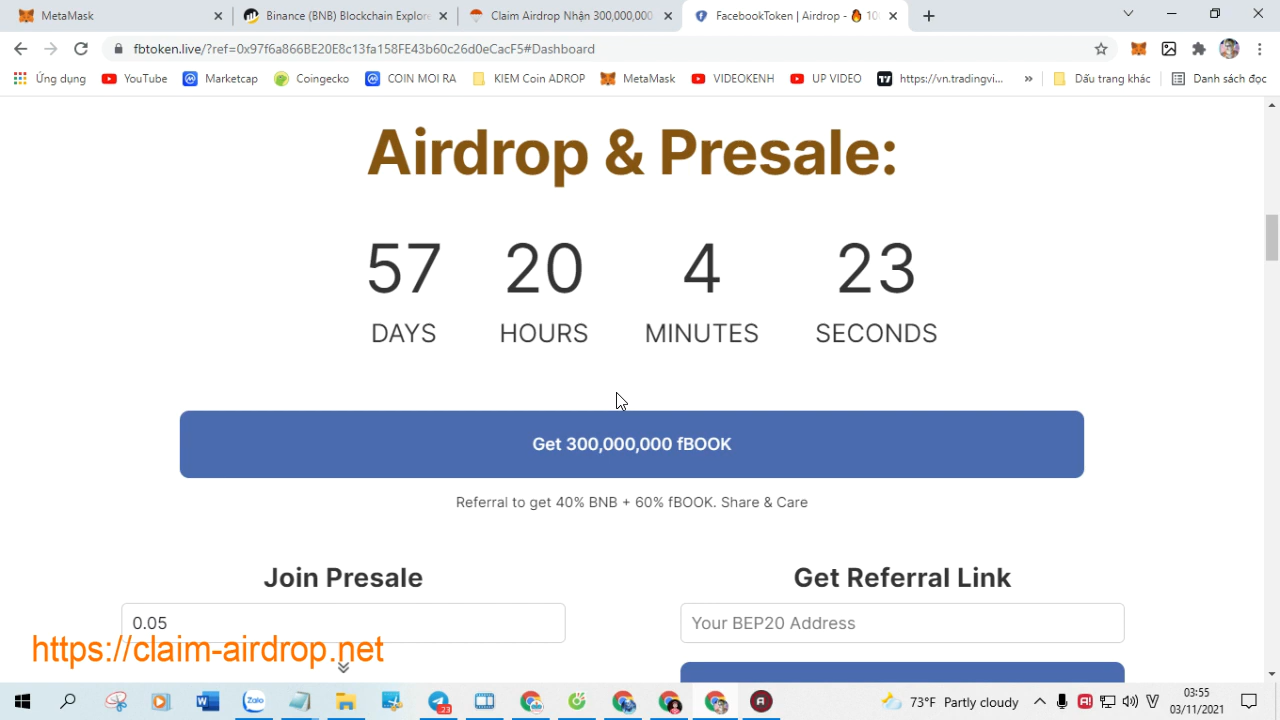 MetaMask
Binance (BNB) MetaMask Explore
Claim Airdrop Nhận 300,000,000
FacebookToken | Airdrop - 🔥 10
fbtoken.live/?ref=0x97f6a866BE20E8c13fa158FE43b60c26d0eCacF5#Dashboard
Ứng dụng
YouTube
Marketcap
Coingecko
COIN MOI RA
KIEM Coin ADROP
MetaMask
VIDEOKENH
UP VIDEO
https://vn.tradingvi...
»
Dấu trang khác
Danh sách đọc
Airdrop & Presale:
57 20 4 23
DAYS HOURS MINUTES SECONDS
Get 300,000,000 fBOOK
Referral to get 40% BNB + 60% fBOOK. Share & Care
Join Presale
Get Referral Link
0.05
Your BEP20 Address
https://claim-airdrop.net
Zalo
23
73°F Partly cloudy
03:55
03/11/2021